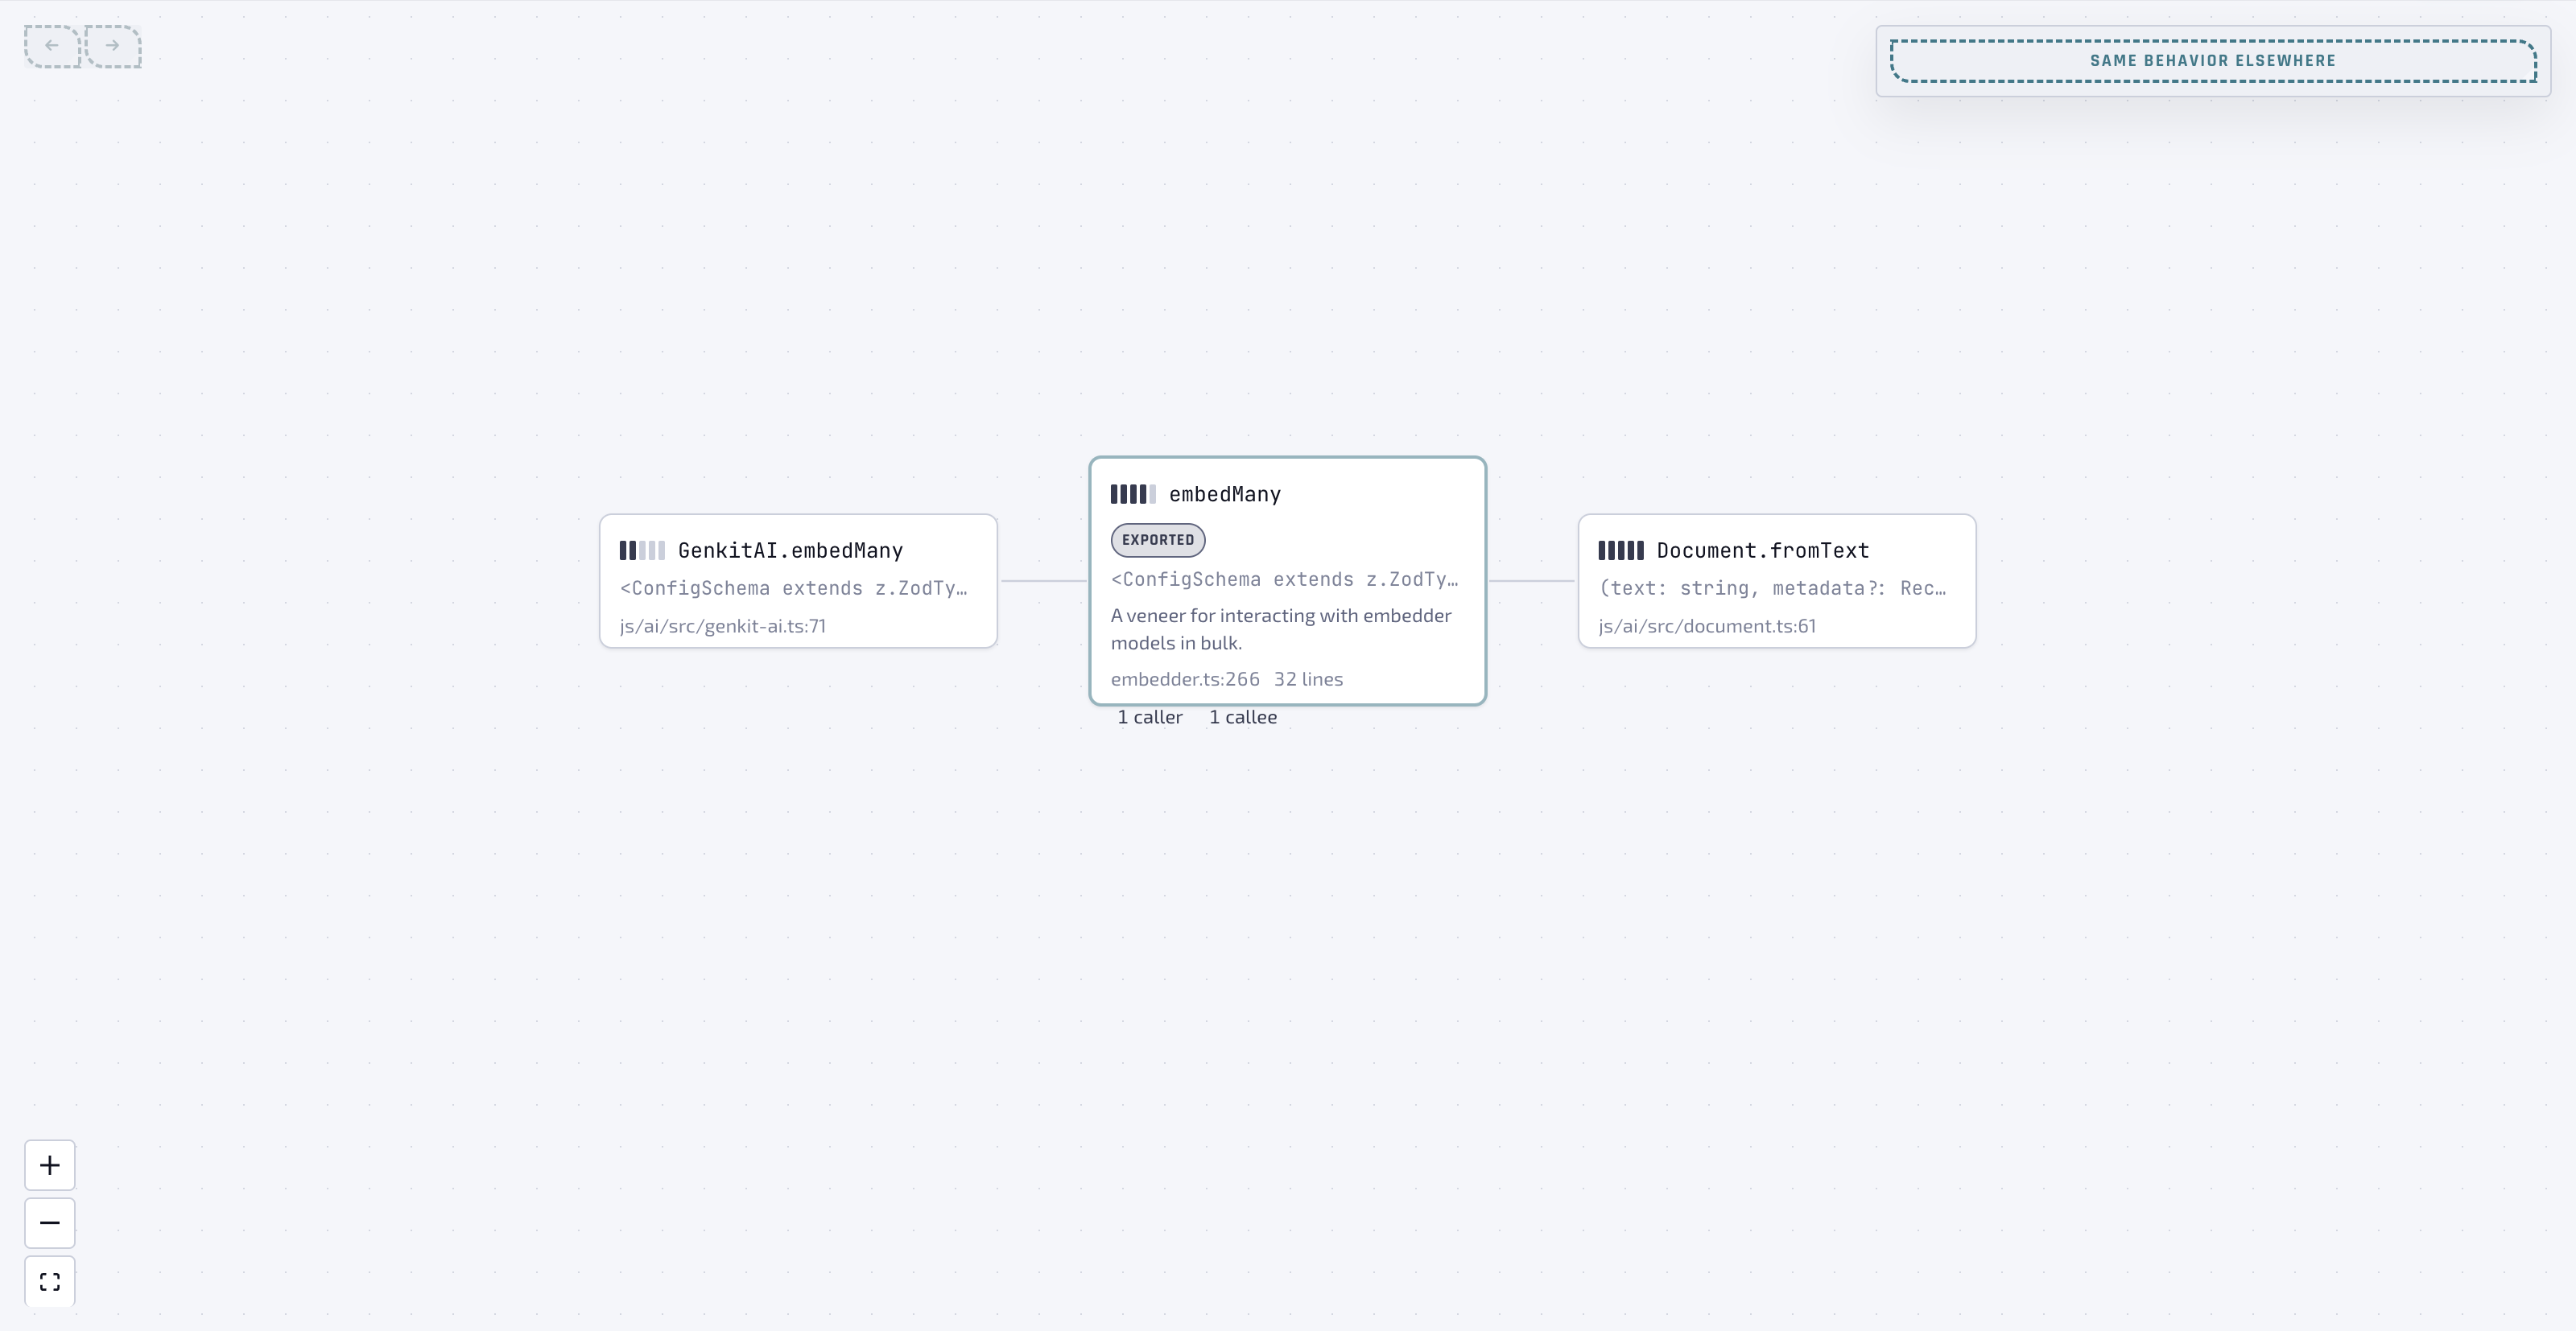 SAME BEHAVIOR ELSEWHERE
GenkitAI.embedMany
<ConfigSchema extends z.ZodTy…
js/ai/src/genkit-ai.ts:71
embedMany
EXPORTED
<ConfigSchema extends z.ZodTy…
A veneer for interacting with embedder
models in bulk.
embedder.ts:266 32 lines
1 caller 1 callee
Document.fromText
(text: string, metadata?: Rec…
js/ai/src/document.ts:61